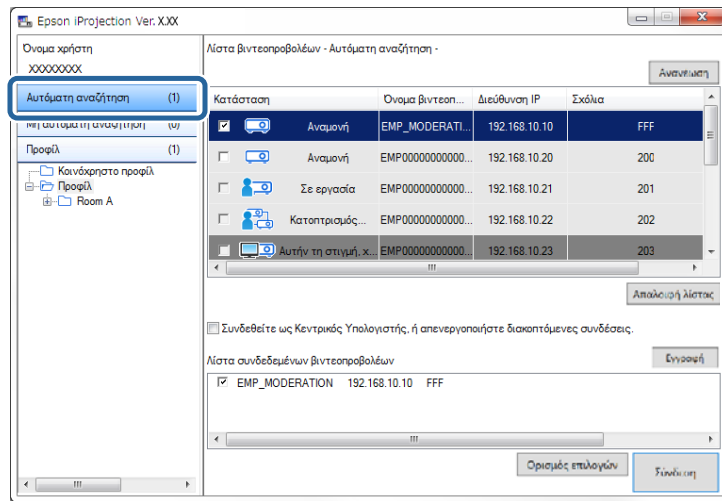 Epson iProjection Ver. X.XX
Όνομα χρήστη
XXXXXXXX
Αυτόματη αναζήτηση (1)
Μη αυτόματη αναζήτηση (0)
Προφίλ (1)
Κοινόχρηστο προφίλ
Προφίλ
Room A
Λίστα βιντεοπροβολέων - Αυτόματη αναζήτηση -
Ανανέωση
Κατάσταση Όνομα βιντεοπ... Διεύθυνση IP Σχόλια
Αναμονή EMP_MODERATI... 192.168.10.10 FFF
Αναμονή EMP00000000000... 192.168.10.20 200
Σε εργασία EMP00000000000... 192.168.10.21 201
Κατοπτρισμός... EMP00000000000... 192.168.10.22 202
Αυτήν τη στιγμή, χ... EMP00000000000... 192.168.10.23 203
Απαλοιφή λίστας
Συνδεθείτε ως Κεντρικός Υπολογιστής, ή απενεργοποιήστε διακοπτόμενες συνδέσεις.
Λίστα συνδεδεμένων βιντεοπροβολέων
Εγγραφή
EMP_MODERATION 192.168.10.10 FFF
Ορισμός επιλογών
Σύνδεση